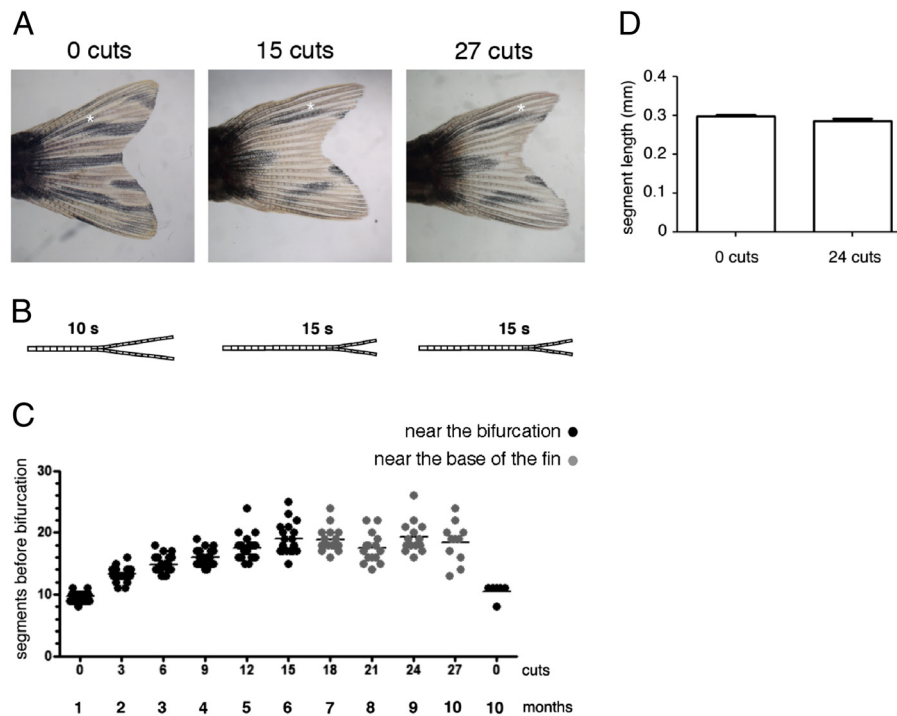 A
0 cuts 15 cuts 27 cuts
D
segment length (mm)
0.4
0.3
0.2
0.1
0
0 cuts 24 cuts
B
10 s 15 s 15 s
C
near the bifurcation
near the base of the fin
segments before bifurcation
30
20
10
0
0 3 6 9 12 15 18 21 24 27 0 cuts
1 2 3 4 5 6 7 8 9 10 10 months